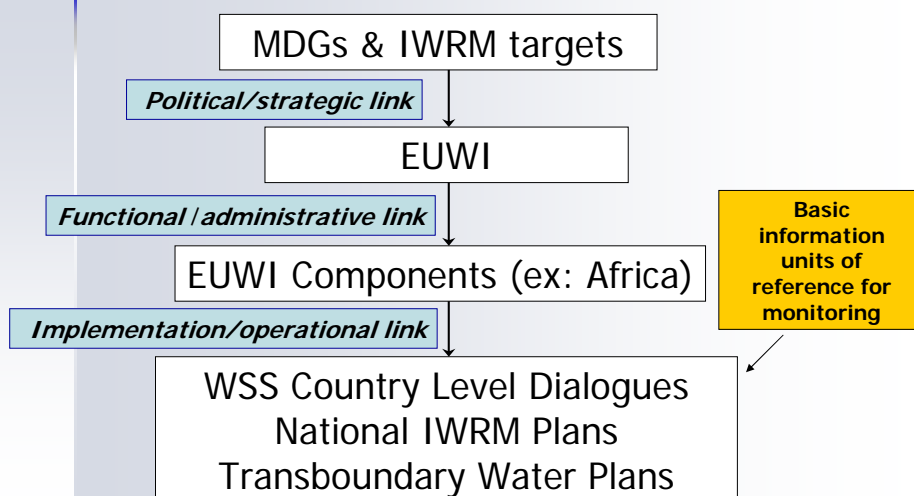 MDGs & IWRM targets
Political/strategic link
EUWI
Functional/administrative link
EUWI Components (ex: Africa)
Implementation/operational link
Basic
information
units of
reference for
monitoring
WSS Country Level Dialogues
National IWRM Plans
Transboundary Water Plans